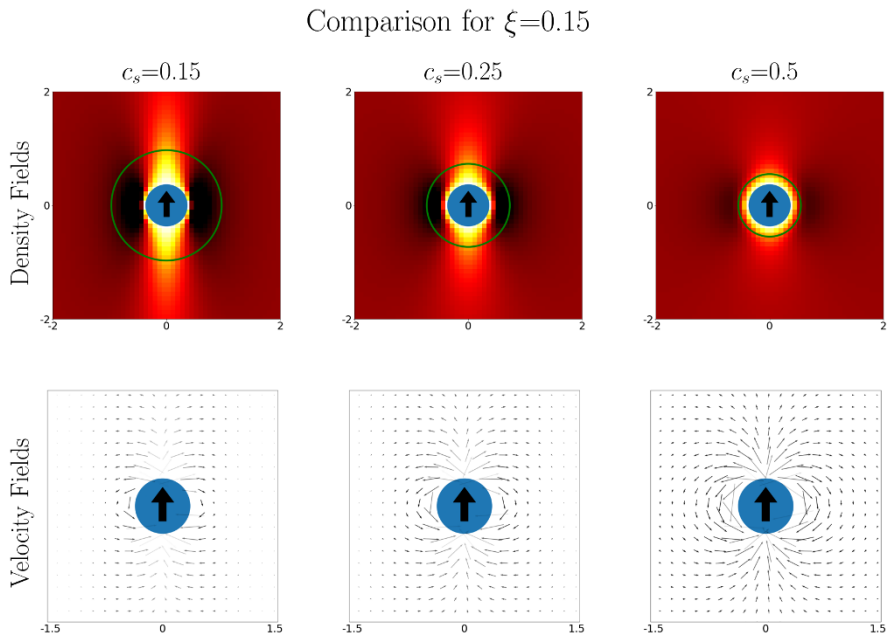 Comparison for ξ=0.15
c_s=0.15 c_s=0.25 c_s=0.5
Density Fields
2 2 2
0 0 0
-2 -2 -2
-2 0 2 -2 0 2 -2 0 2
Velocity Fields
-1.5 0 1.5 -1.5 0 1.5 -1.5 0 1.5